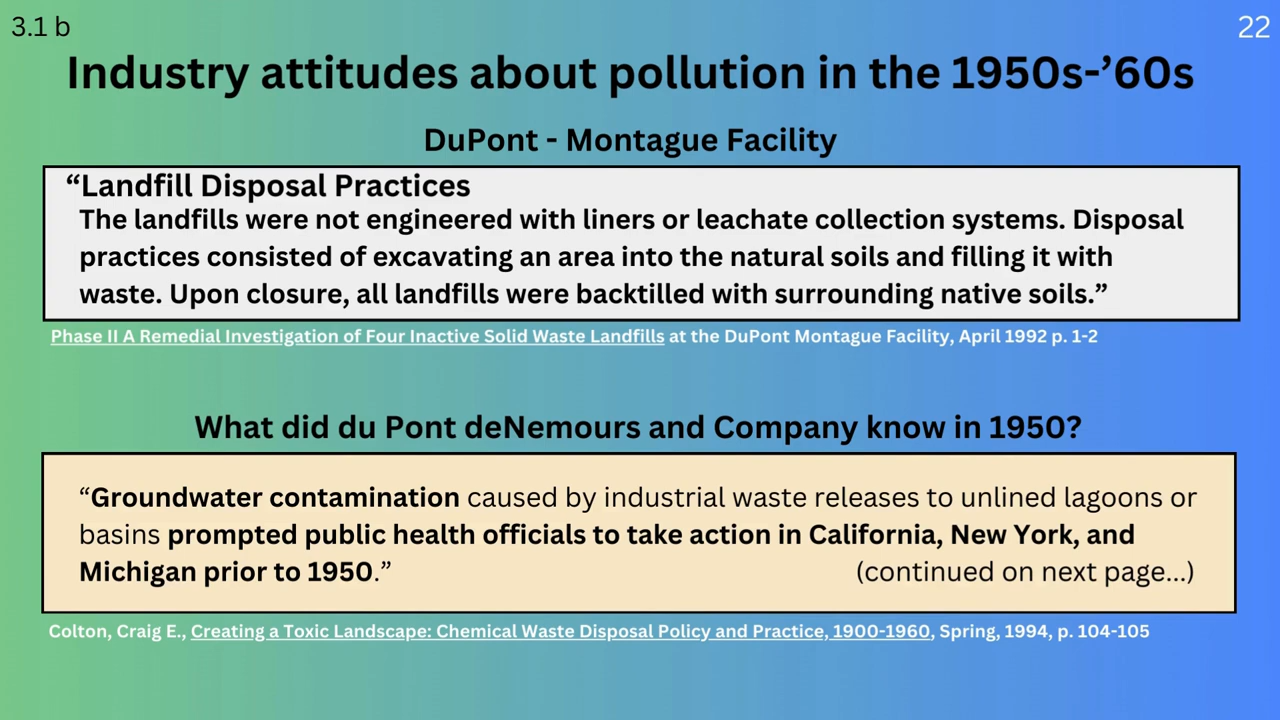 3.1 b
22
Industry attitudes about pollution in the 1950s-’60s
DuPont - Montague Facility
“Landfill Disposal Practices
The landfills were not engineered with liners or leachate collection systems. Disposal
practices consisted of excavating an area into the natural soils and filling it with
waste. Upon closure, all landfills were backtilled with surrounding native soils.”
Phase II A Remedial Investigation of Four Inactive Solid Waste Landfills at the DuPont Montague Facility, April 1992 p. 1-2
What did du Pont deNemours and Company know in 1950?
“Groundwater contamination caused by industrial waste releases to unlined lagoons or
basins prompted public health officials to take action in California, New York, and
Michigan prior to 1950.”
(continued on next page...)
Colton, Craig E., Creating a Toxic Landscape: Chemical Waste Disposal Policy and Practice, 1900-1960, Spring, 1994, p. 104-105